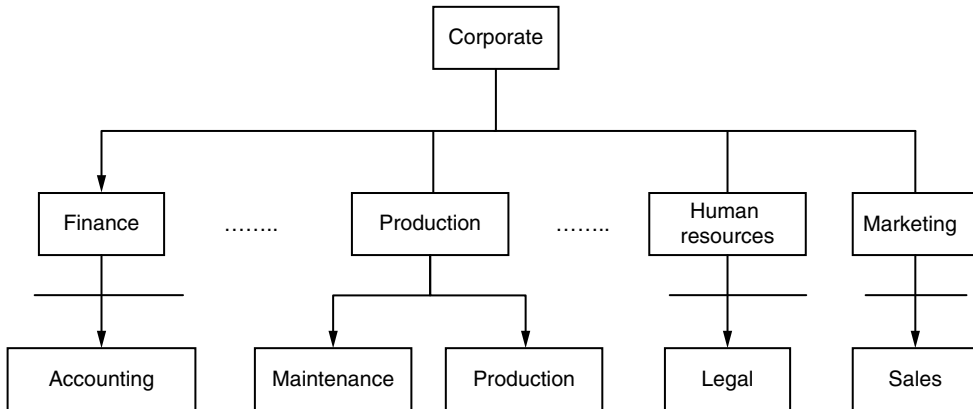 Corporate
Finance
........
Production
........
Human
resources
Marketing
Accounting
Maintenance
Production
Legal
Sales